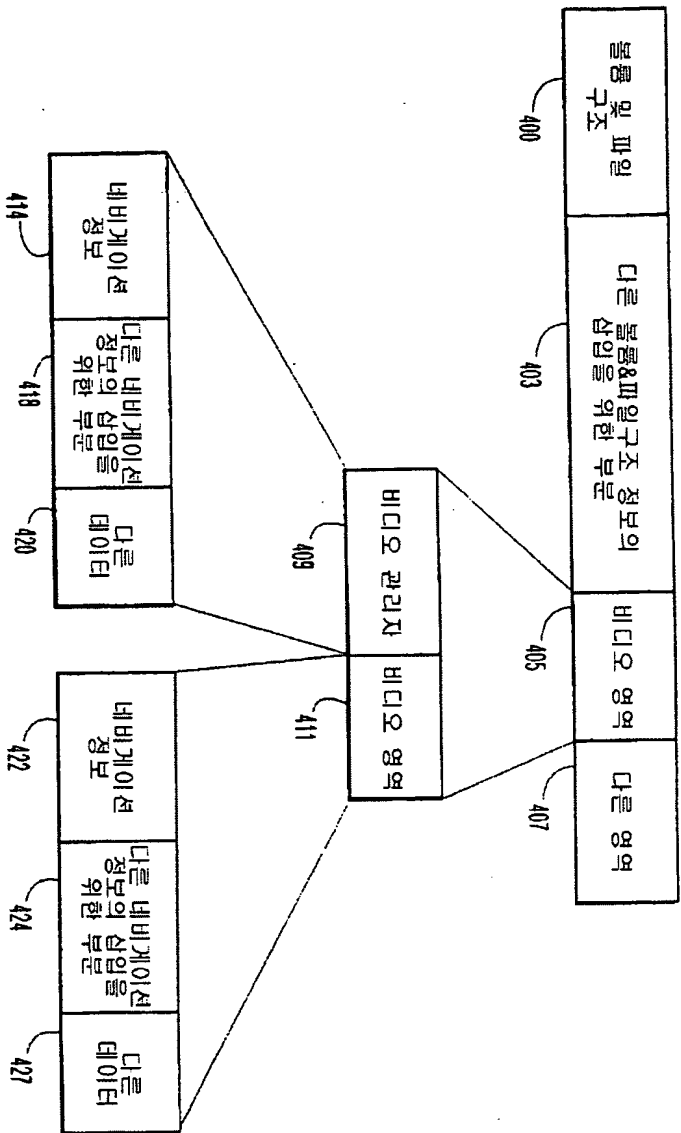 볼륨 및 파일
구조
400
다른 볼륨&파일구조 정보의
삽입을 위한 부분
403
비디오 영역
405
다른 영역
407
비디오 관리자
409
비디오 영역
411
네비게이션
정보
414
다른 네비게이션
정보의 삽입을
위한 부분
418
다른
데이터
420
네비게이션
정보
422
다른 네비게이션
정보의 삽입을
위한 부분
424
다른
데이터
427